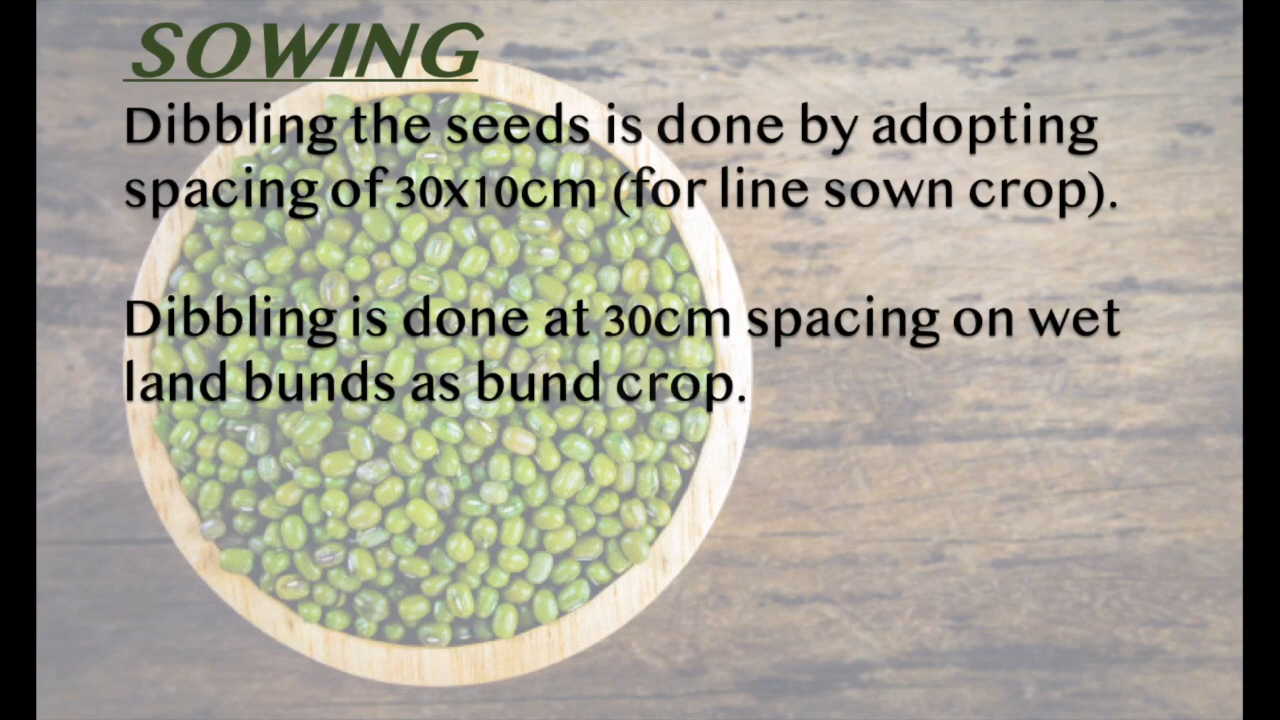 SOWING
Dibbling the seeds is done by adopting
spacing of 30x10cm (for line sown crop).
Dibbling is done at 30cm spacing on wet
land bunds as bund crop.